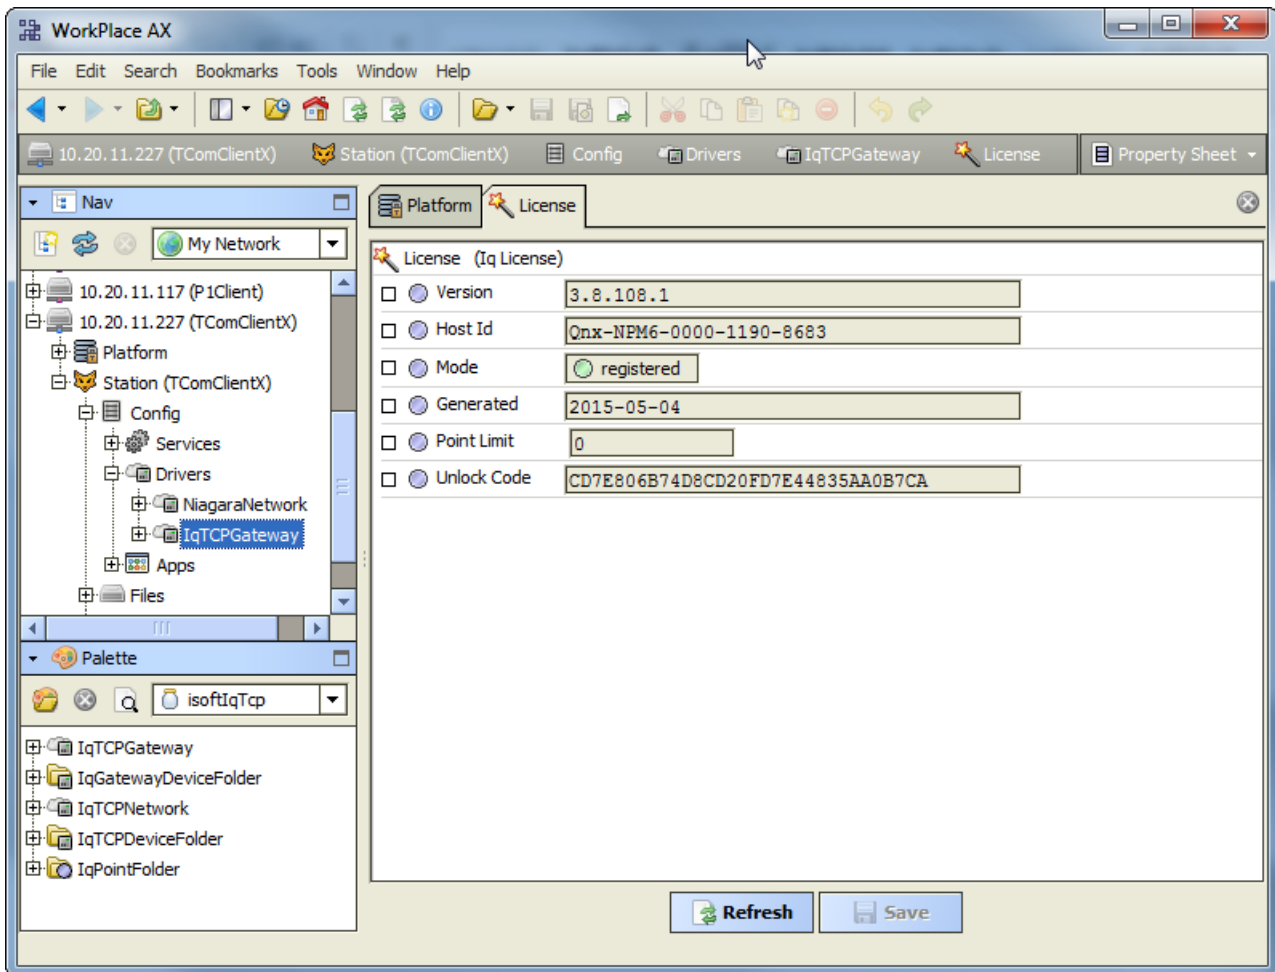 WorkPlace AX
File Edit Search Bookmarks Tools Window Help
10.20.11.227 (TComClientX) Station (TComClientX) Config Drivers IqTCPGateway License Property Sheet
Nav
My Network
10.20.11.117 (P1Client)
10.20.11.227 (TComClientX)
Platform
Station (TComClientX)
Config
Services
Drivers
NiagaraNetwork
IqTCPGateway
Apps
Files
Palette
isoftIqTcp
IqTCPGateway
IqGatewayDeviceFolder
IqTCPNetwork
IqTCPDeviceFolder
IqPointFolder
Platform License
License (Iq License)
Version 3.8.108.1
Host Id Qnx-NPM6-0000-1190-8683
Mode registered
Generated 2015-05-04
Point Limit 0
Unlock Code CD7E806B74D8CD20FD7E44835AA0B7CA
Refresh Save